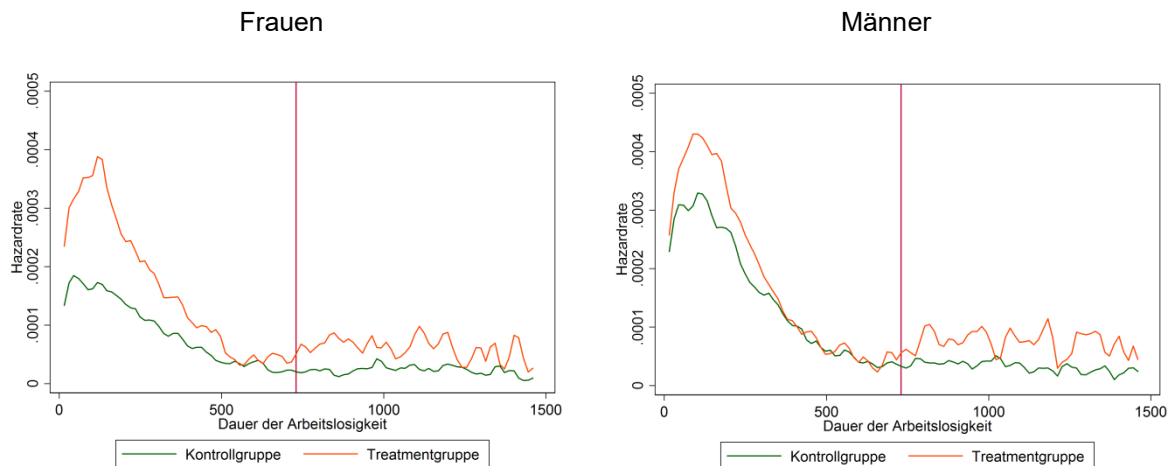 Frauen
Hazardrate
0
.0001
.0002
.0003
.0004
.0005
0
500
1000
1500
Dauer der Arbeitslosigkeit
Kontrollgruppe
Treatmentgruppe
Männer
Hazardrate
0
.0001
.0002
.0003
.0004
.0005
0
500
1000
1500
Dauer der Arbeitslosigkeit
Kontrollgruppe
Treatmentgruppe